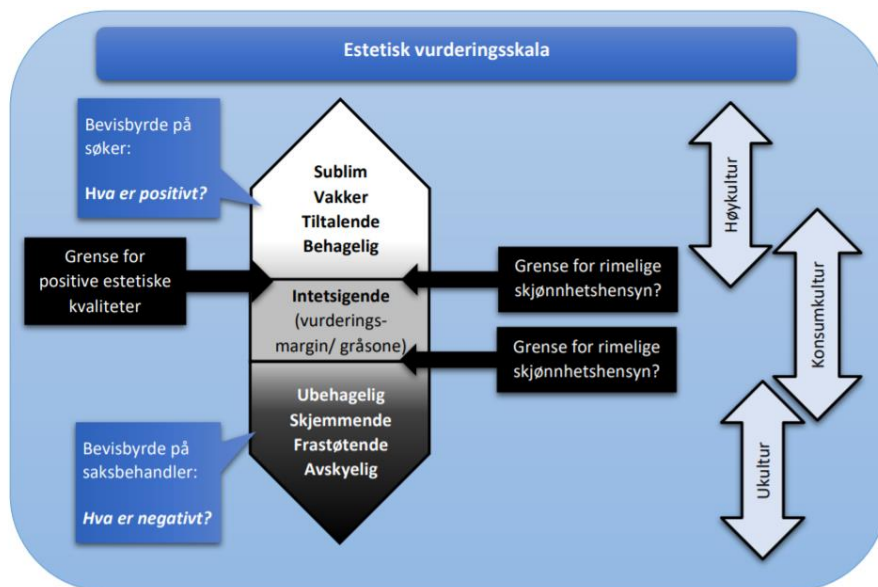 Estetisk vurderingsskala
Bevisbyrde på
søker:
Hva er positivt?
Sublim
Vakker
Tiltalende
Behagelig
Grense for
positive estetiske
kvaliteter
Grense for rimelige
skjønnhetshensyn?
Intetsigende
(vurderings-
margin/ gråsone)
Grense for rimelige
skjønnhetshensyn?
Ubehagelig
Skjemmende
Frastøtende
Avskyelig
Bevisbyrde på
saksbehandler:
Hva er negativt?
Høykultur
Konsumkultur
Ukultur